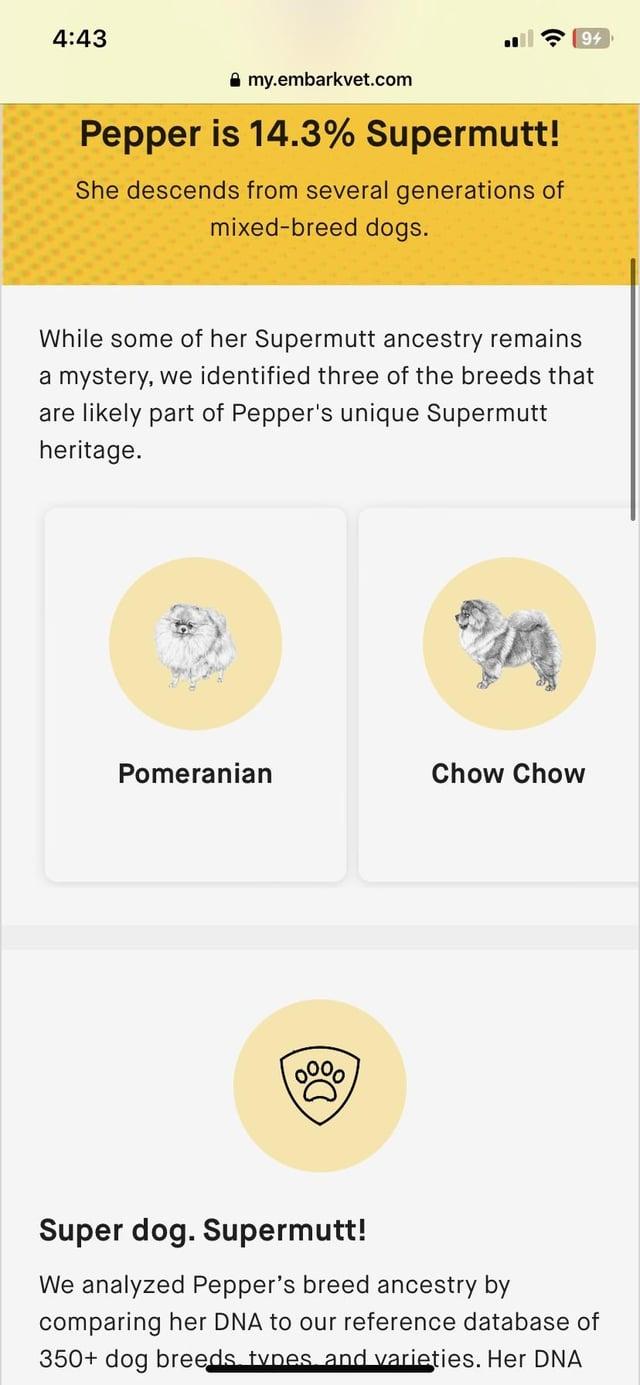 4:43
9
my.embarkvet.com
Pepper is 14.3% Supermutt!
She descends from several generations of
mixed-breed dogs.
While some of her Supermutt ancestry remains
a mystery, we identified three of the breeds that
are likely part of Pepper's unique Supermutt
heritage.
Pomeranian
Chow Chow
Super dog. Supermutt!
We analyzed Pepper’s breed ancestry by
comparing her DNA to our reference database of
350+ dog breeds, types, and varieties. Her DNA